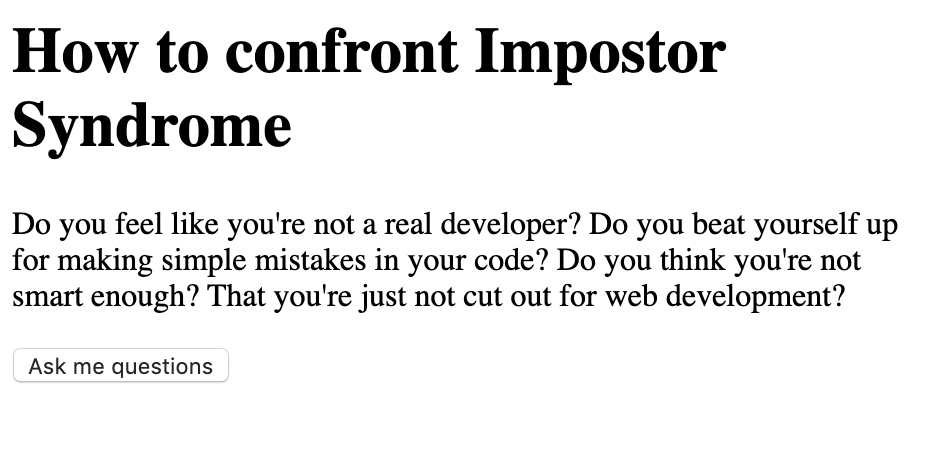 How to confront Impostor
Syndrome
Do you feel like you're not a real developer? Do you beat yourself up
for making simple mistakes in your code? Do you think you're not
smart enough? That you're just not cut out for web development?
Ask me questions